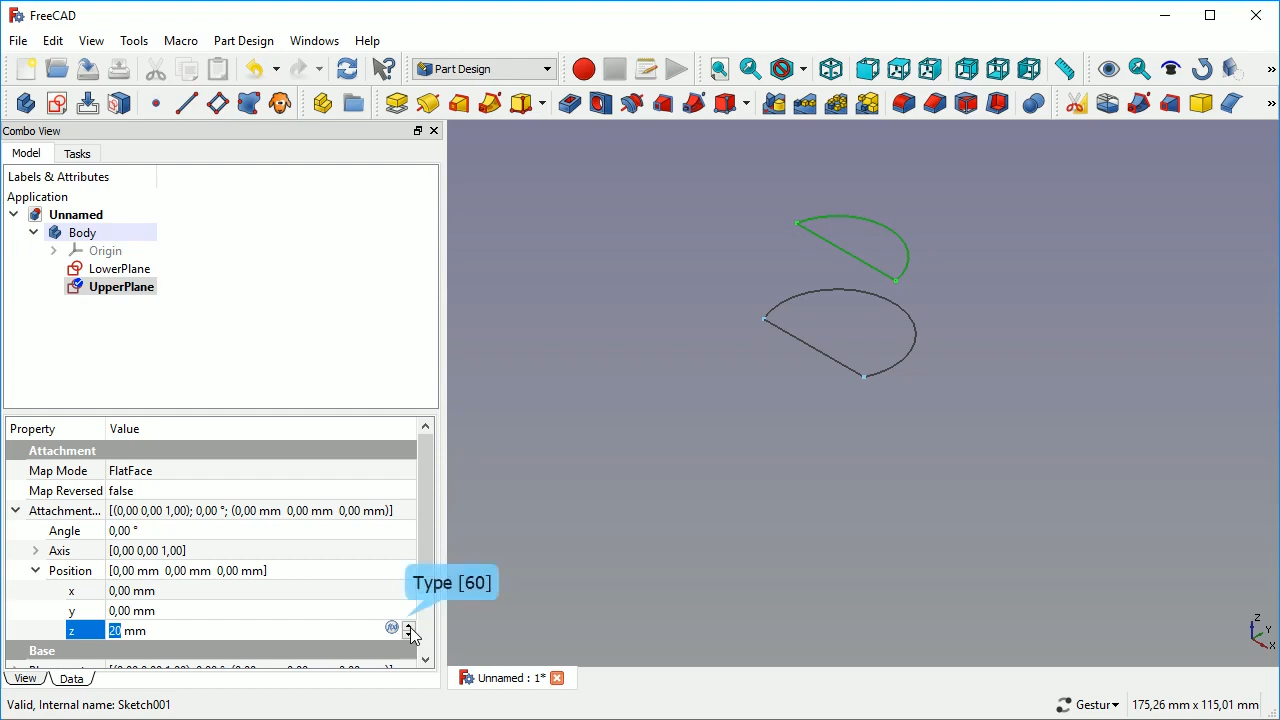 FreeCAD
File Edit View Tools Macro Part Design Windows Help
Part Design
»
»
Combo View
Model Tasks
Labels & Attributes
Application
Unnamed
Body
Origin
LowerPlane
UpperPlane
Property Value
Attachment
Map Mode FlatFace
Map Reversed false
Attachment... [(0,00 0,00 1,00); 0,00 °; (0,00 mm 0,00 mm 0,00 mm)]
Angle 0,00 °
Axis [0,00 0,00 1,00]
Position [0,00 mm 0,00 mm 0,00 mm]
Type [60]
x 0,00 mm
y 0,00 mm
z 20 mm
Base
Z
Y
X
View Data
Unnamed : 1*
Valid, Internal name: Sketch001
Gestur
175,26 mm x 115,01 mm